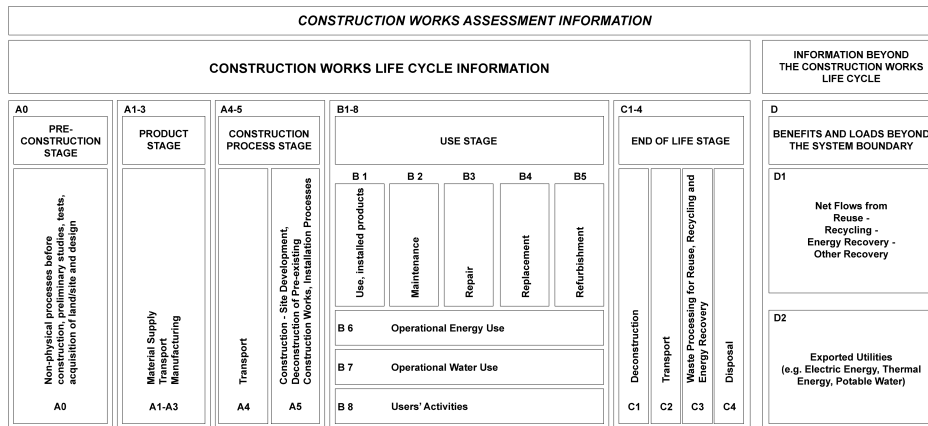 CONSTRUCTION WORKS ASSESSMENT INFORMATION
CONSTRUCTION WORKS LIFE CYCLE INFORMATION
INFORMATION BEYOND
THE CONSTRUCTION WORKS
LIFE CYCLE
A0
PRE-
CONSTRUCTION
STAGE
Non-physical processes before
construction, preliminary studies, tests,
acquisition of land/site and design
A0
A1-3
PRODUCT
STAGE
Material Supply
Transport
Manufacturing
A1-A3
A4-5
CONSTRUCTION
PROCESS STAGE
Transport
A4
Construction - Site Development,
Deconstruction of Pre-existing
Construction Works, Installation Processes
A5
B1-8
USE STAGE
B 1
Use, installed products
B 2
Maintenance
B3
Repair
B4
Replacement
B5
Refurbishment
B 6 Operational Energy Use
B 7 Operational Water Use
B 8 Users' Activities
C1-4
END OF LIFE STAGE
Deconstruction
C1
Transport
C2
Waste Processing for Reuse, Recycling and
Energy Recovery
C3
Disposal
C4
D
BENEFITS AND LOADS BEYOND
THE SYSTEM BOUNDARY
D1
Net Flows from
Reuse -
Recycling -
Energy Recovery -
Other Recovery
D2
Exported Utilities
(e.g. Electric Energy, Thermal
Energy, Potable Water)